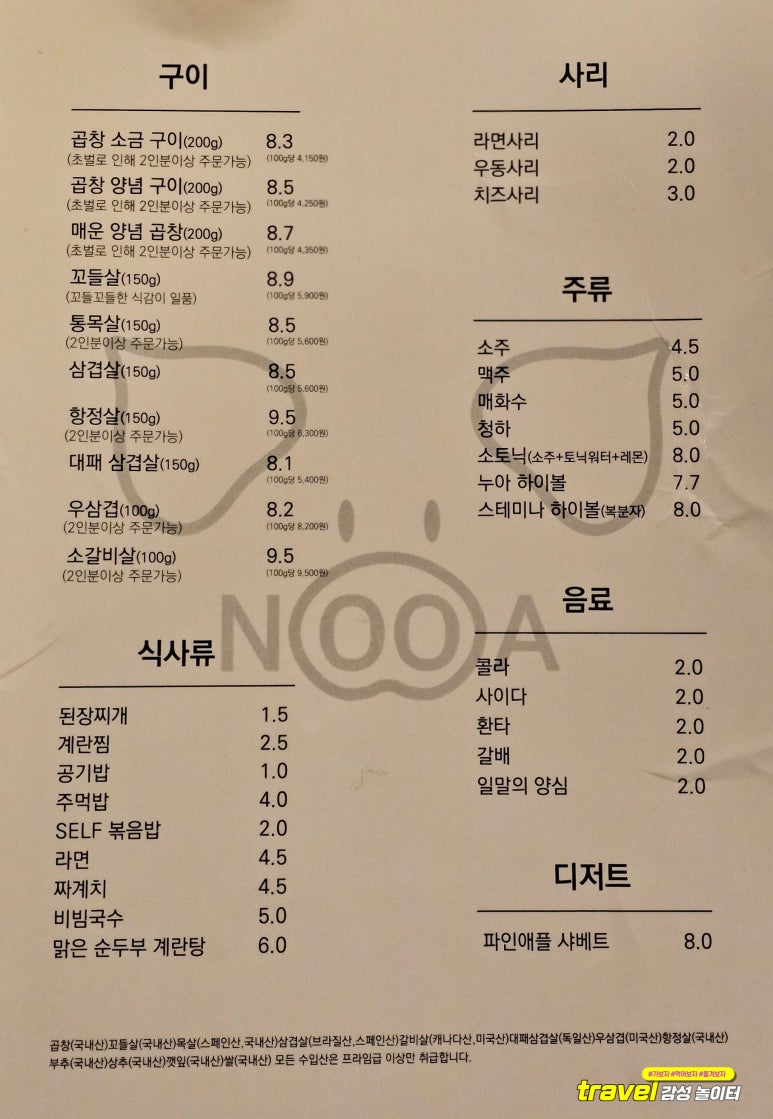 구이
곱창 소금 구이(200g) 8.3
(초벌로 인해 2인분이상 주문가능) (100g당 4,150원)
곱창 양념 구이(200g) 8.5
(초벌로 인해 2인분이상 주문가능) (100g당 4,250원)
매운 양념 곱창(200g) 8.7
(초벌로 인해 2인분이상 주문가능) (100g당 4,350원)
꼬들살(150g) 8.9
(꼬들꼬들한 식감이 일품) (100g당 5,900원)
통목살(150g) 8.5
(2인분이상 주문가능) (100g당 5,600원)
삼겹살(150g) 8.5
(100g당 5,600원)
항정살(150g) 9.5
(2인분이상 주문가능) (100g당 6,300원)
대패 삼겹살(150g) 8.1
(100g당 5,400원)
우삼겹(100g) 8.2
(2인분이상 주문가능) (100g당 8,200원)
소갈비살(100g) 9.5
(2인분이상 주문가능) (100g당 9,500원)
식사류
된장찌개 1.5
계란찜 2.5
공기밥 1.0
주먹밥 4.0
SELF 볶음밥 2.0
라면 4.5
짜계치 4.5
비빔국수 5.0
맑은 순두부 계란탕 6.0
사리
라면사리 2.0
우동사리 2.0
치즈사리 3.0
주류
소주 4.5
맥주 5.0
매화수 5.0
청하 5.0
소토닉(소주+토닉워터+레몬) 8.0
누아 하이볼 7.7
스테미나 하이볼(복분자) 8.0
음료
콜라 2.0
사이다 2.0
환타 2.0
갈배 2.0
일말의 양심 2.0
디저트
파인애플 샤베트 8.0
NOOA
곱창(국내산)꼬들살(국내산)목살(스페인산,국내산)삼겹살(브라질산,스페인산)갈비살(캐나다산,미국산)대패삼겹살(독일산)우삼겹(미국산)항정살(국내산)
부추(국내산)상추(국내산)깻잎(국내산)쌀(국내산) 모든 수입산은 프라임급 이상만 취급합니다.
#가보자 #먹어보자 #즐겨보자
travel 감성 놀이터